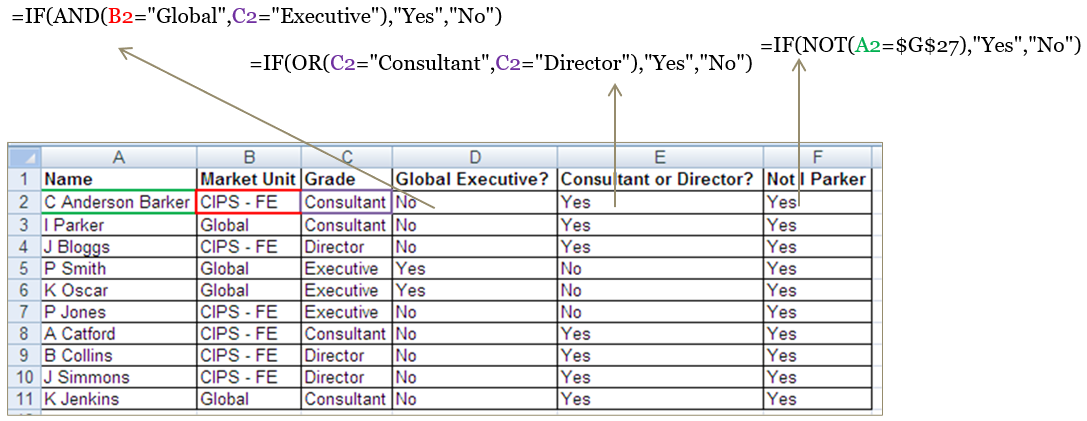 =IF(AND(B2="Global",C2="Executive"),"Yes","No")
=IF(OR(C2="Consultant",C2="Director"),"Yes","No")
=IF(NOT(A2=$G$27),"Yes","No")
A B C D E F
1 Name Market Unit Grade Global Executive? Consultant or Director? Not I Parker
2 C Anderson Barker CIPS - FE Consultant No Yes Yes
3 I Parker Global Consultant No Yes Yes
4 J Bloggs CIPS - FE Director No Yes Yes
5 P Smith Global Executive Yes No Yes
6 K Oscar Global Executive Yes No Yes
7 P Jones CIPS - FE Executive No No Yes
8 A Catford CIPS - FE Consultant No Yes Yes
9 B Collins CIPS - FE Director No Yes Yes
10 J Simmons CIPS - FE Director No Yes Yes
11 K Jenkins Global Consultant No Yes Yes